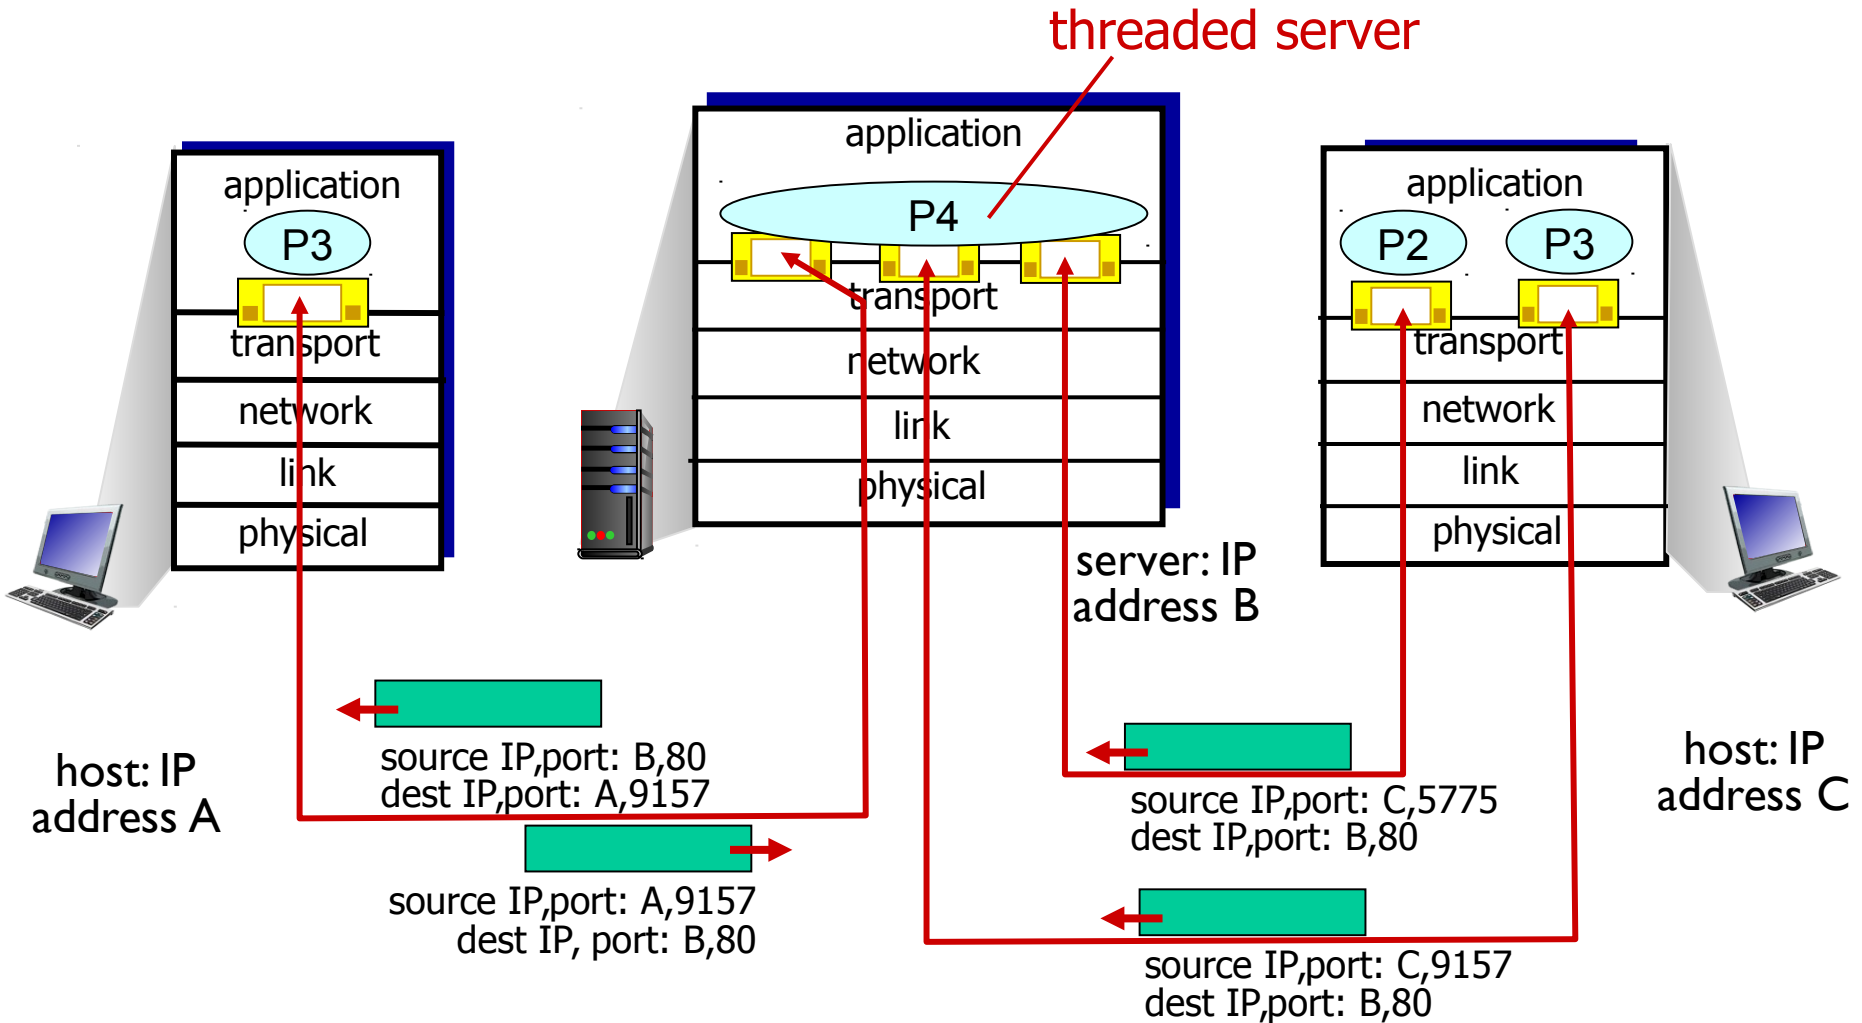 threaded server
application
P3
transport
network
link
physical
application
P4
transport
network
link
physical
application
P2
P3
transport
network
link
physical
server: IP
address B
host: IP
address A
source IP,port: B,80
dest IP,port: A,9157
source IP,port: A,9157
dest IP, port: B,80
source IP,port: C,5775
dest IP,port: B,80
source IP,port: C,9157
dest IP,port: B,80
host: IP
address C